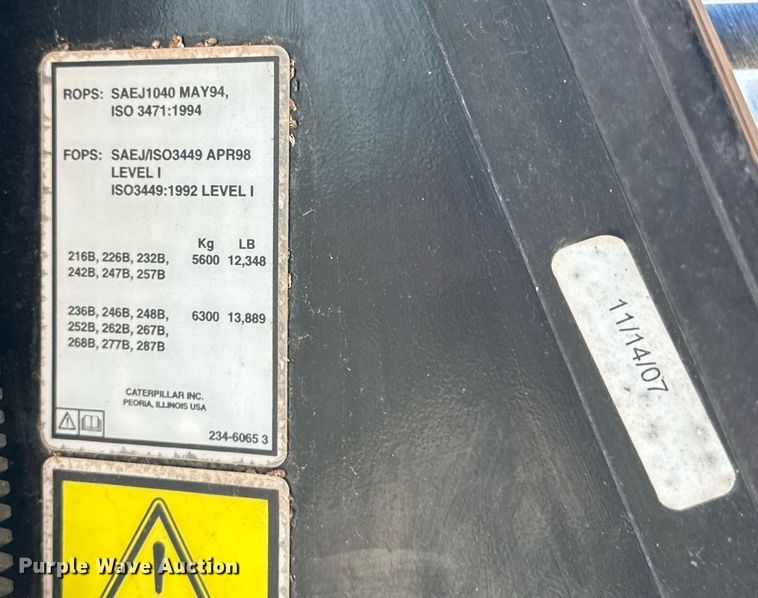 ROPS: SAEJ1040 MAY94,
ISO 3471:1994
FOPS: SAEJ/ISO3449 APR98
LEVEL I
ISO3449:1992 LEVEL I
Kg LB
216B, 226B, 232B, 5600 12,348
242B, 247B, 257B
236B, 246B, 248B, 6300 13,889
252B, 262B, 267B,
268B, 277B, 287B
CATERPILLAR INC.
PEORIA, ILLINOIS USA
234-6065 3
11/14/07
Purple Wave Auction